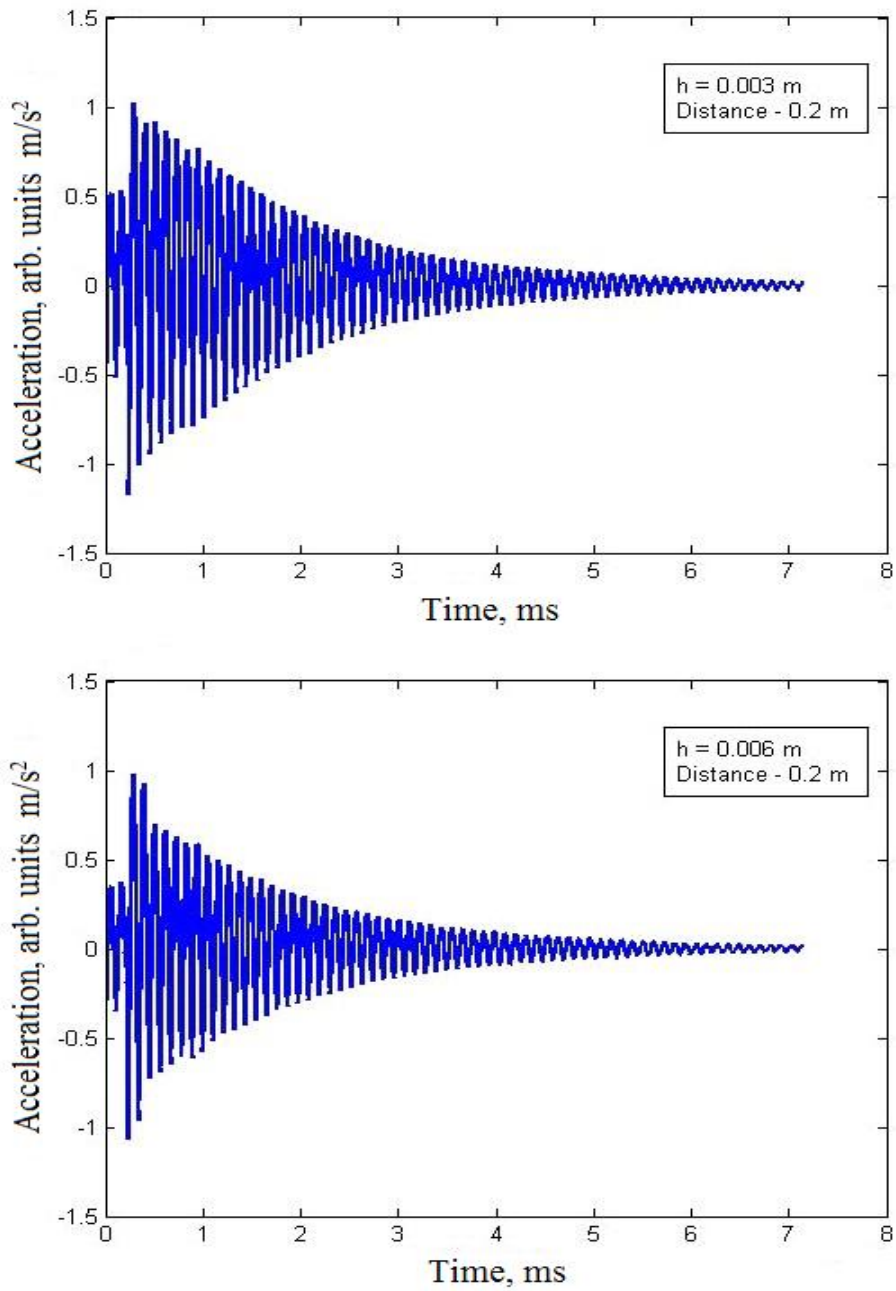 1.5
1
0.5
0
-0.5
-1
-1.5
Acceleration, arb. units m/s²
h = 0.003 m
Distance - 0.2 m
0 1 2 3 4 5 6 7 8
Time, ms
1.5
1
0.5
0
-0.5
-1
-1.5
Acceleration, arb. units m/s²
h = 0.006 m
Distance - 0.2 m
0 1 2 3 4 5 6 7 8
Time, ms